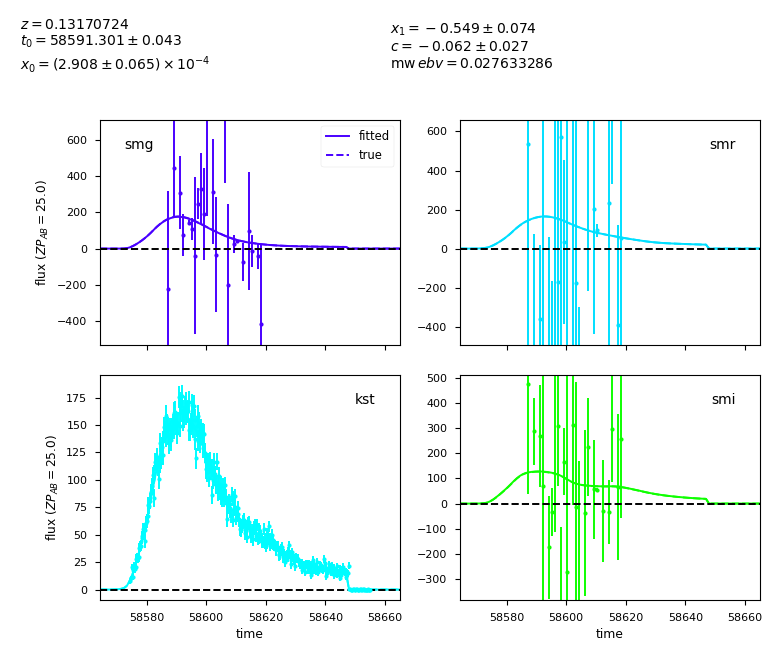 z = 0.13170724
t₀ = 58591.301 ± 0.043
x₀ = (2.908 ± 0.065) × 10⁻⁴
x₁ = −0.549 ± 0.074
c = −0.062 ± 0.027
mw ebv = 0.027633286
smg
fitted
true
600
400
200
0
−200
−400
flux (ZP_AB = 25.0)
smr
600
400
200
0
−200
−400
kst
175
150
125
100
75
50
25
0
flux (ZP_AB = 25.0)
58580 58600 58620 58640 58660
time
smi
500
400
300
200
100
0
−100
−200
−300
58580 58600 58620 58640 58660
time